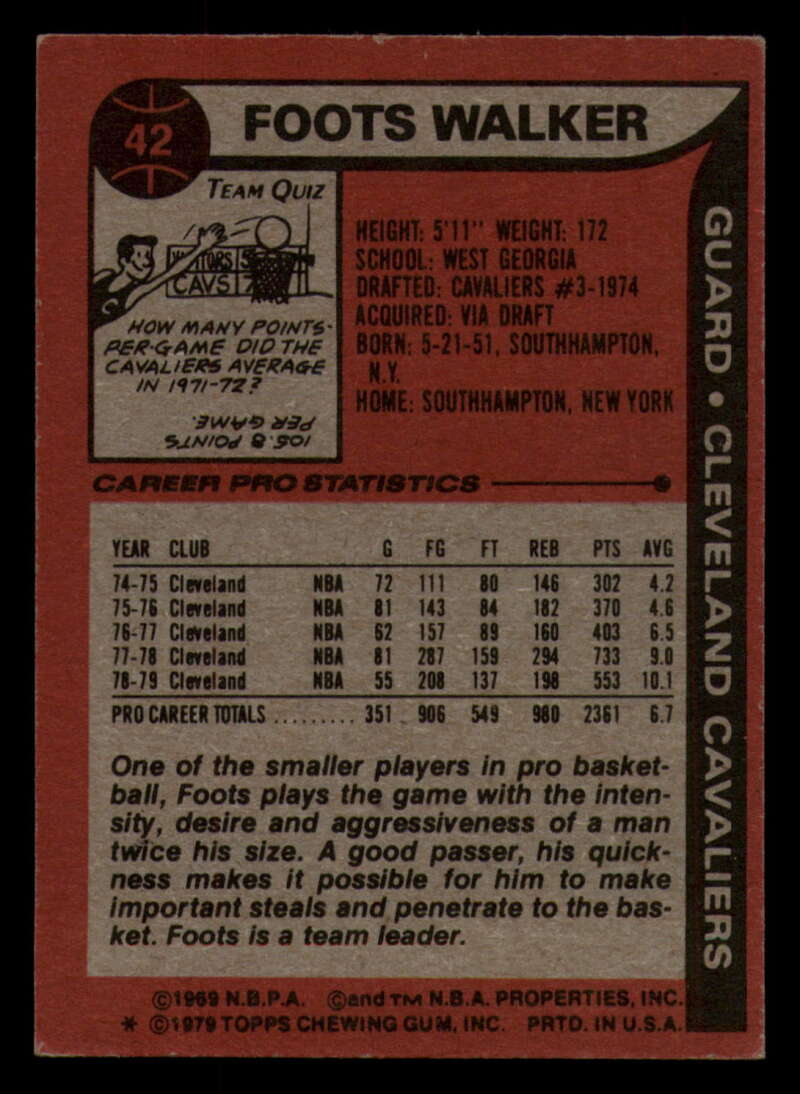 42
FOOTS WALKER
TEAM QUIZ
VISITORS
CAVS
HOW MANY POINTS-
PER-GAME DID THE
CAVALIERS AVERAGE
IN 1971-72?
105.8 POINTS
PER GAME.
HEIGHT: 5'11" WEIGHT: 172
SCHOOL: WEST GEORGIA
DRAFTED: CAVALIERS #3-1974
ACQUIRED: VIA DRAFT
BORN: 5-21-51, SOUTHHAMPTON,
N.Y.
HOME: SOUTHHAMPTON, NEW YORK
GUARD • CLEVELAND CAVALIERS
CAREER PRO STATISTICS
YEAR CLUB G FG FT REB PTS AVG
74-75 Cleveland NBA 72 111 80 146 302 4.2
75-76 Cleveland NBA 81 143 84 182 370 4.6
76-77 Cleveland NBA 62 157 89 160 403 6.5
77-78 Cleveland NBA 81 287 159 294 733 9.0
78-79 Cleveland NBA 55 208 137 198 553 10.1
PRO CAREER TOTALS ......... 351 906 549 980 2361 6.7
One of the smaller players in pro basket-
ball, Foots plays the game with the inten-
sity, desire and aggressiveness of a man
twice his size. A good passer, his quick-
ness makes it possible for him to make
important steals and penetrate to the bas-
ket. Foots is a team leader.
©1969 N.B.P.A. ©and TM N.B.A. PROPERTIES, INC.
* ©1979 TOPPS CHEWING GUM, INC. PRTD. IN U.S.A.